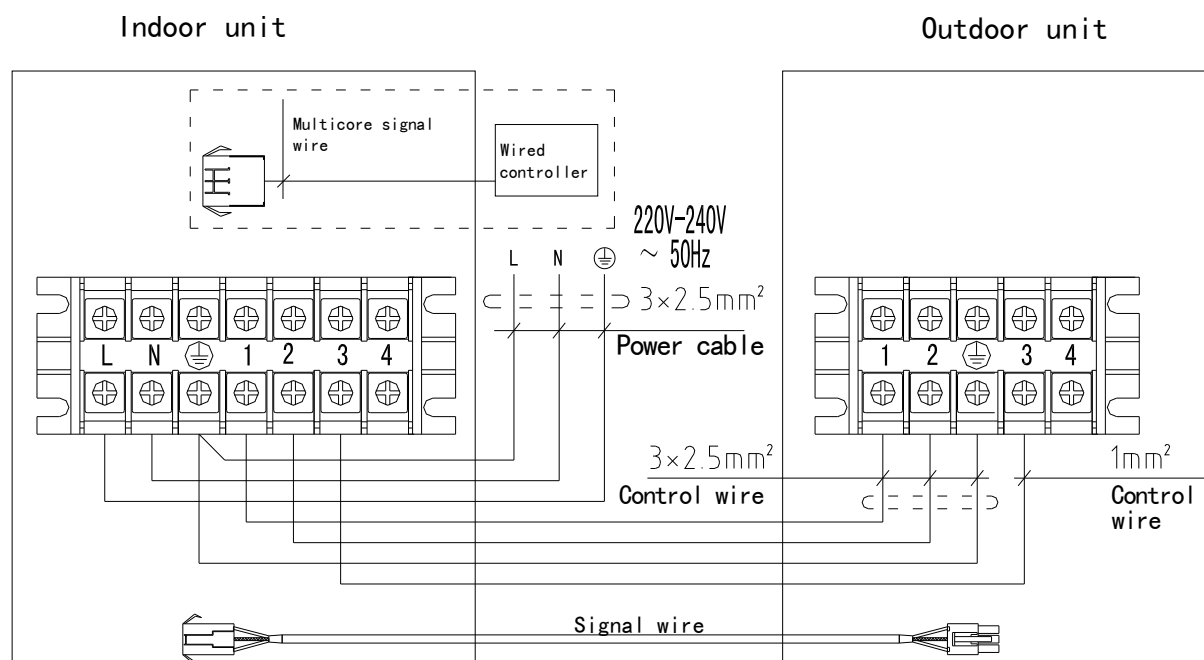 Indoor unit
Outdoor unit
Multicore signal
wire
Wired
controller
220V-240V
~ 50Hz
L N
3×2.5mm²
Power cable
L N 1 2 3 4
1 2 3 4
3×2.5mm²
Control wire
1mm²
Control
wire
Signal wire